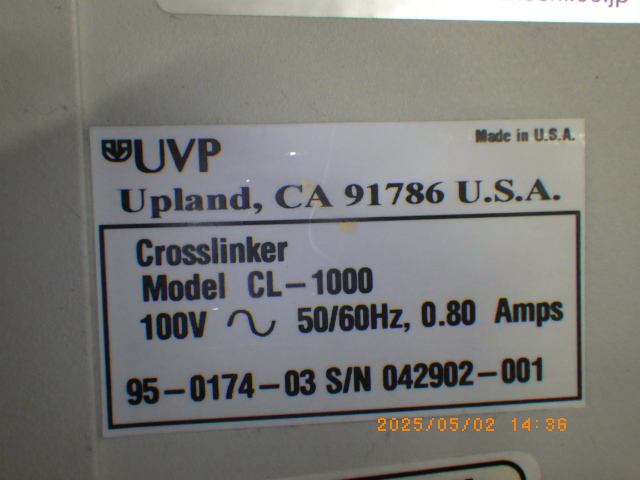 Made in U.S.A.
UVP
Upland, CA 91786 U.S.A.
Crosslinker
Model CL-1000
100V ∿ 50/60Hz, 0.80 Amps
95-0174-03 S/N 042902-001
2025/05/02 14:36